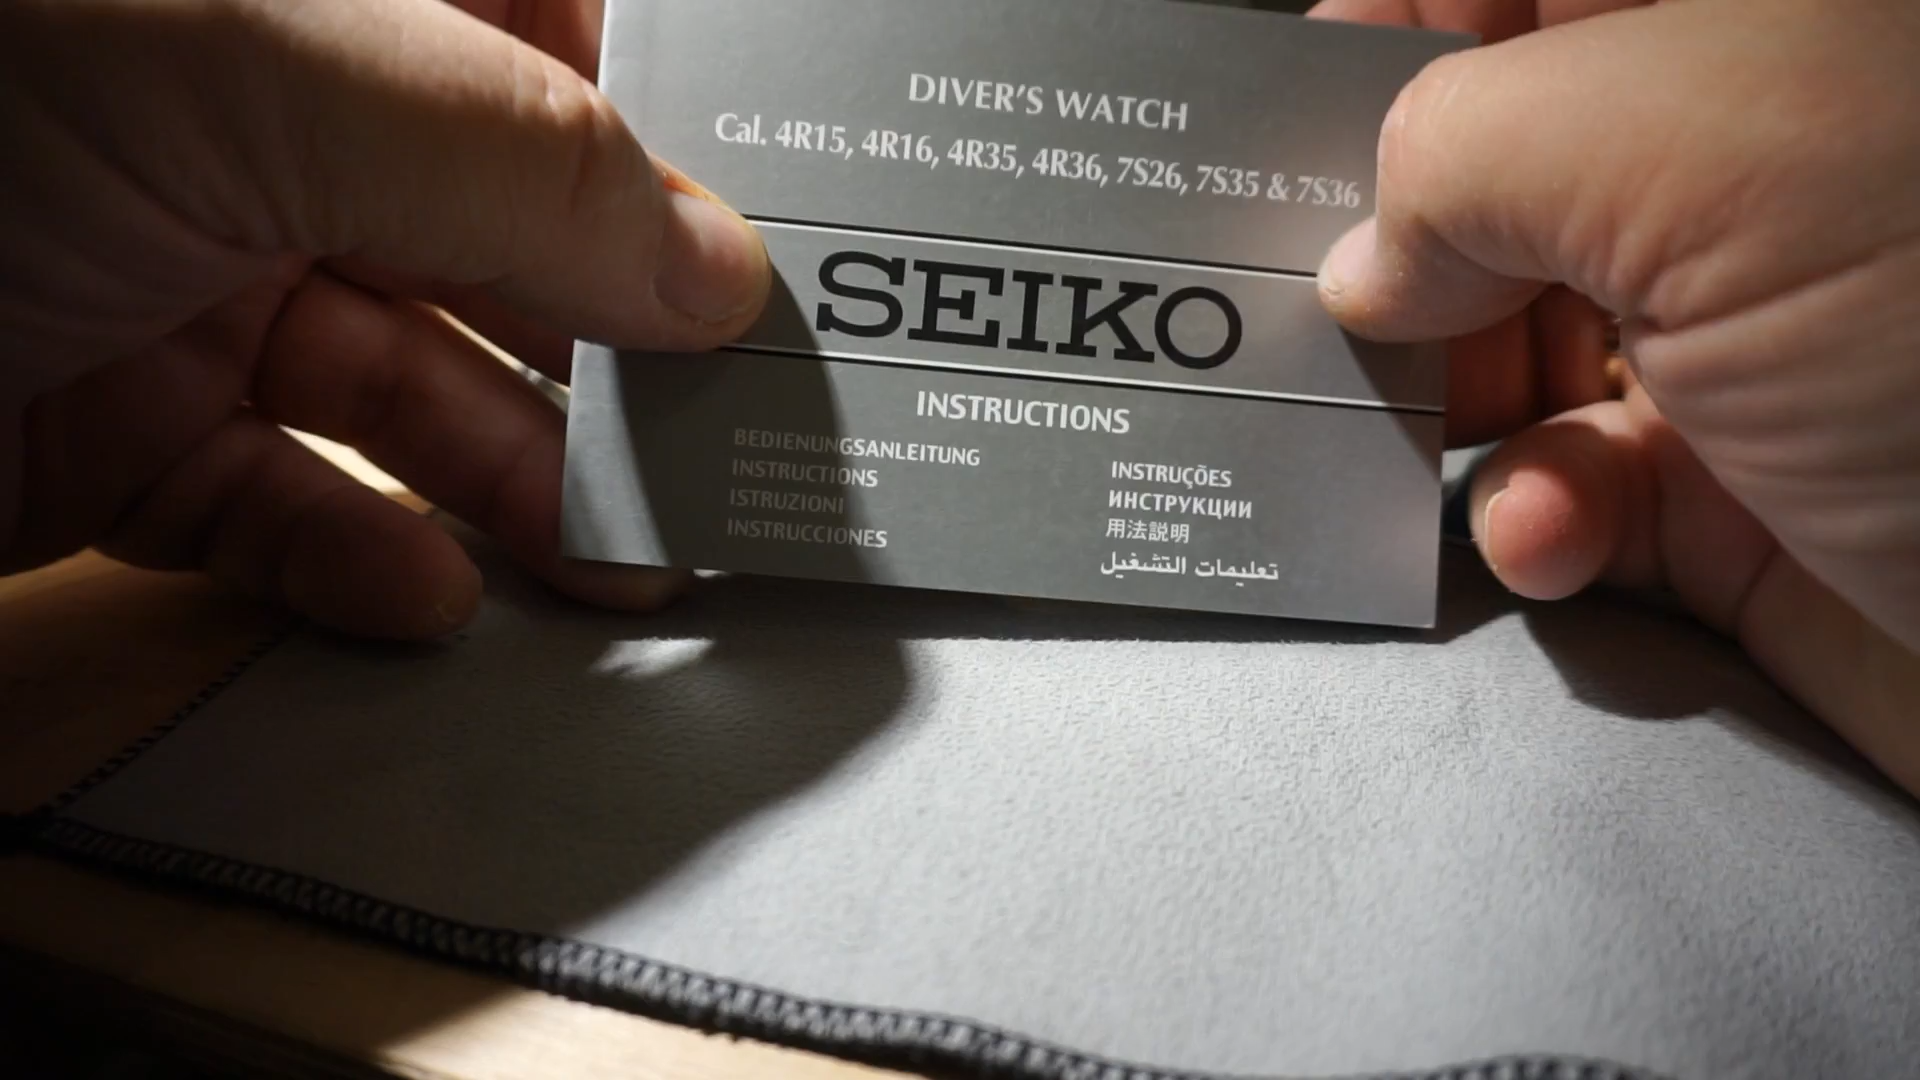 DIVER'S WATCH
Cal. 4R15, 4R16, 4R35, 4R36, 7S26, 7S35 & 7S36
SEIKO
INSTRUCTIONS
BEDIENUNGSANLEITUNG
INSTRUCTIONS
ISTRUZIONI
INSTRUCCIONES
INSTRUÇÕES
ИНСТРУКЦИИ
用法説明
تعليمات التشغيل